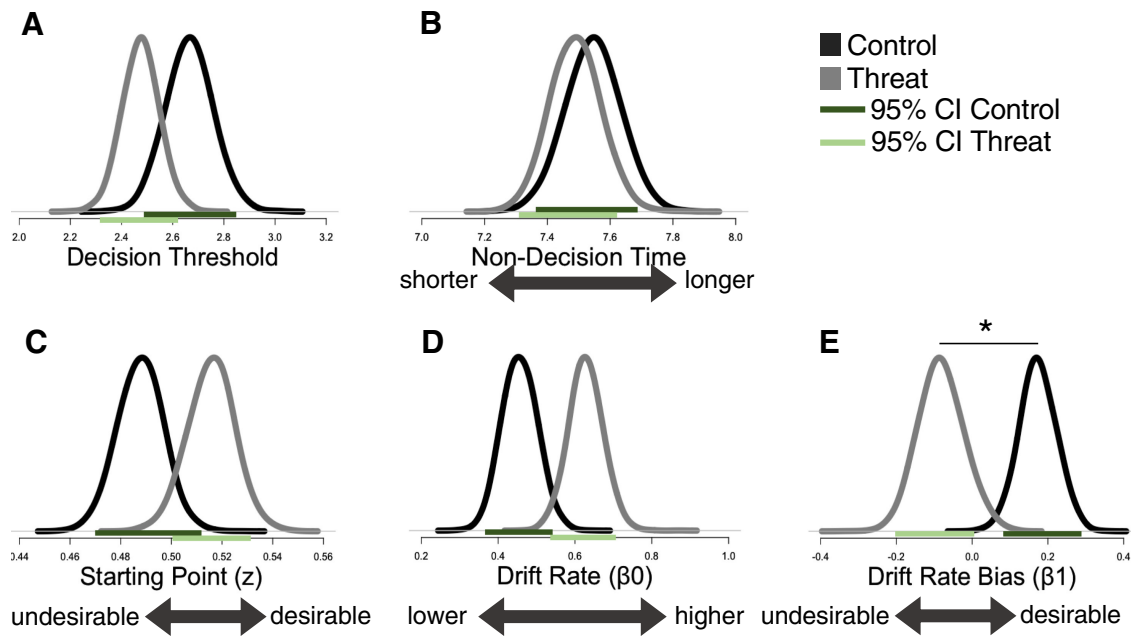 A
B
Control
Threat
95% CI Control
95% CI Threat
2.0 2.2 2.4 2.6 2.8 3.0 3.2
Decision Threshold
7.0 7.2 7.4 7.6 7.8 8.0
Non-Decision Time
shorter longer
C
D
E
*
0.44 0.46 0.48 0.50 0.52 0.54 0.56
Starting Point (z)
undesirable desirable
0.2 0.4 0.6 0.8 1.0
Drift Rate (β0)
lower higher
-0.4 -0.2 0.0 0.2 0.4
Drift Rate Bias (β1)
undesirable desirable